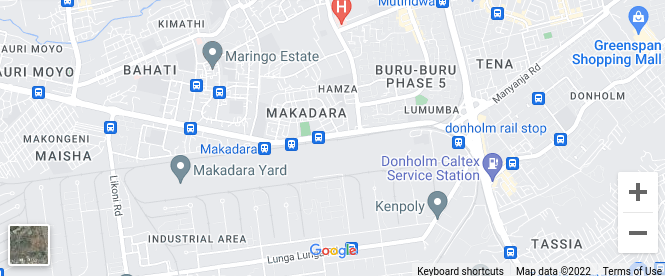 KIMATHI
Mutindwa
AURI MOYO
Maringo Estate
Greenspan
Shopping Mall
AURI MOYO
BAHATI
BURU-BURU
PHASE 5
TENA
HAMZA
Manyanja Rd
DONHOLM
MAKADARA
LUMUMBA
MAKONGENI
donholm rail stop
MAISHA
Makadara
Makadara Yard
Donholm Caltex
Service Station
Likoni Rd
Kenpoly
INDUSTRIAL AREA
Lunga Lunga
Google
TASSIA
Keyboard shortcuts Map data ©2022 Terms of Use
H
+
−